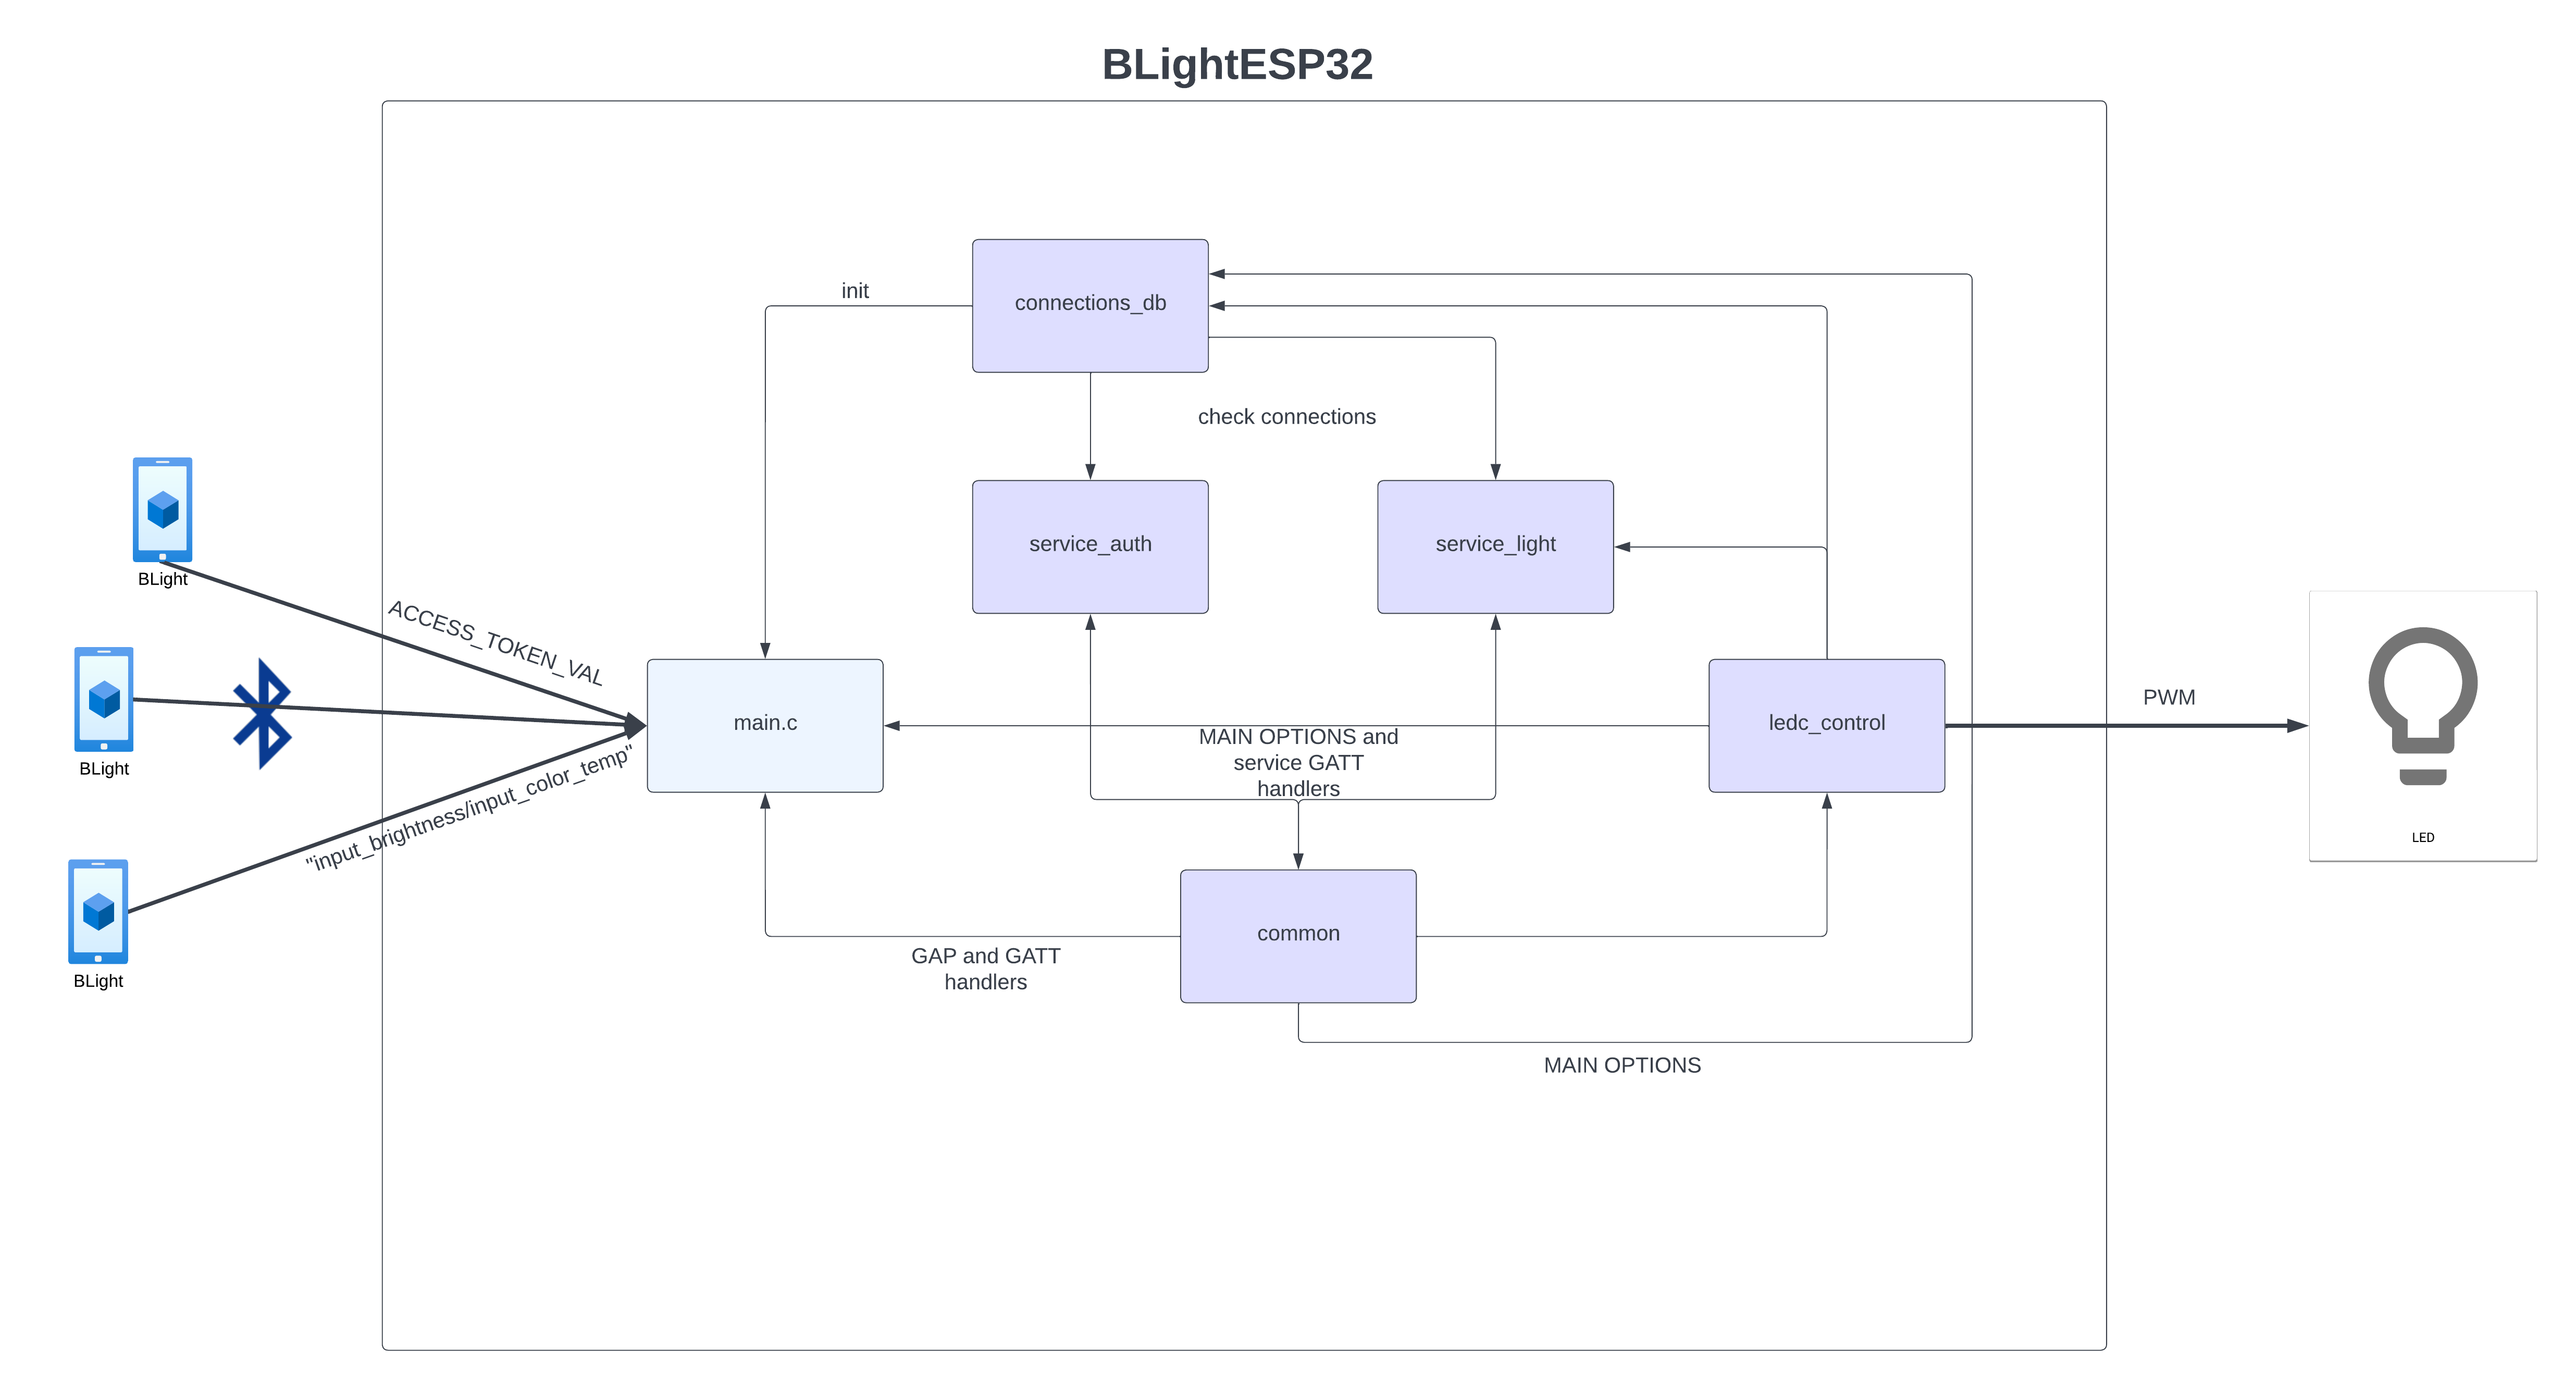 BLightESP32
init
connections_db
check connections
service_auth
service_light
BLight
ACCESS_TOKEN_VAL
BLight
"input_brightness/input_color_temp"
BLight
main.c
MAIN OPTIONS and
service GATT
handlers
ledc_control
PWM
LED
common
GAP and GATT
handlers
MAIN OPTIONS